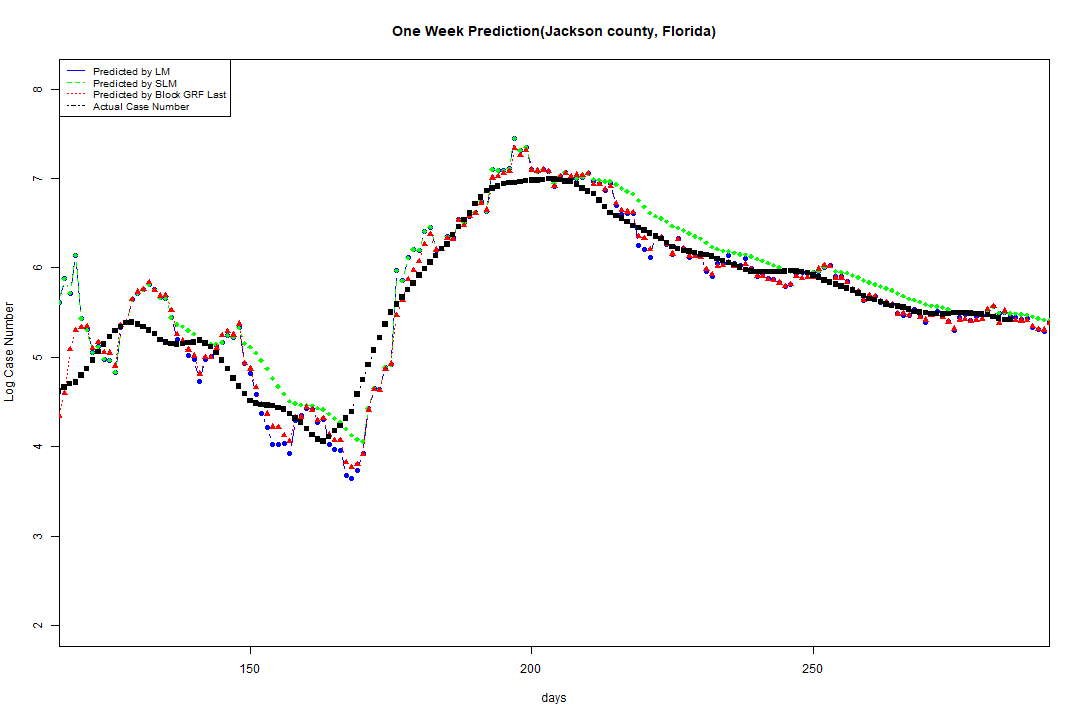 One Week Prediction(Jackson county, Florida)
Predicted by LM
Predicted by SLM
Predicted by Block GRF Last
Actual Case Number
8
7
6
5
4
3
2
Log Case Number
150
200
250
days